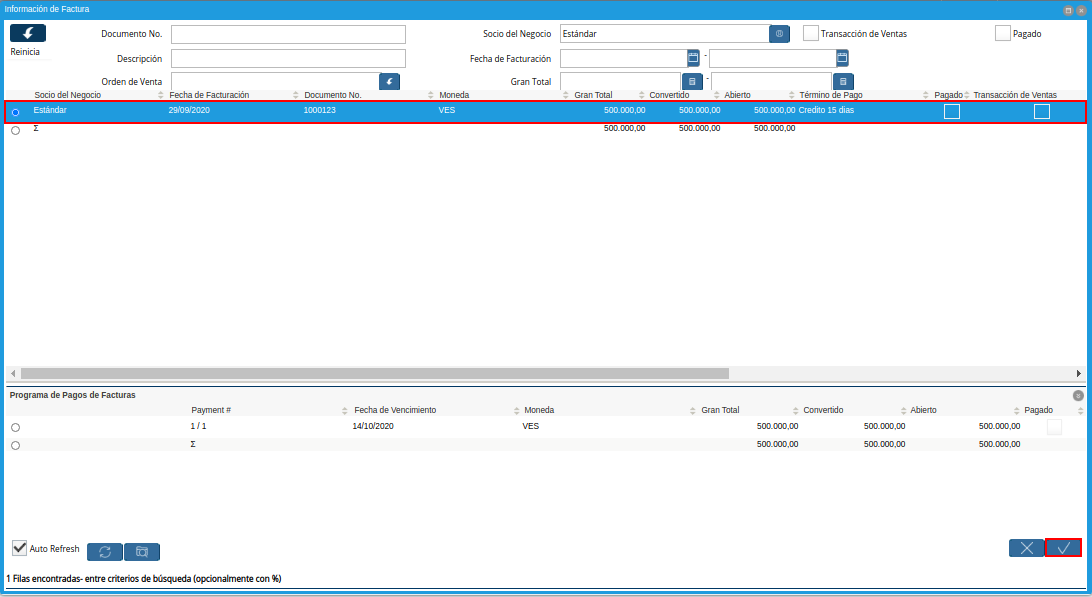 Información de Factura
Reinicia
Documento No.
Socio del Negocio Estándar
Transacción de Ventas
Pagado
Descripción
Fecha de Facturación -
Orden de Venta
Gran Total -
Socio del Negocio Fecha de Facturación Documento No. Moneda Gran Total Convertido Abierto Término de Pago Pagado Transacción de Ventas
Estándar 29/09/2020 1000123 VES 500.000,00 500.000,00 500.000,00 Credito 15 dias
Σ 500.000,00 500.000,00 500.000,00
Programa de Pagos de Facturas
Payment # Fecha de Vencimiento Moneda Gran Total Convertido Abierto Pagado
1 / 1 14/10/2020 VES 500.000,00 500.000,00 500.000,00
Σ 500.000,00 500.000,00 500.000,00
Auto Refresh
1 Filas encontradas- entre criterios de búsqueda (opcionalmente con %)